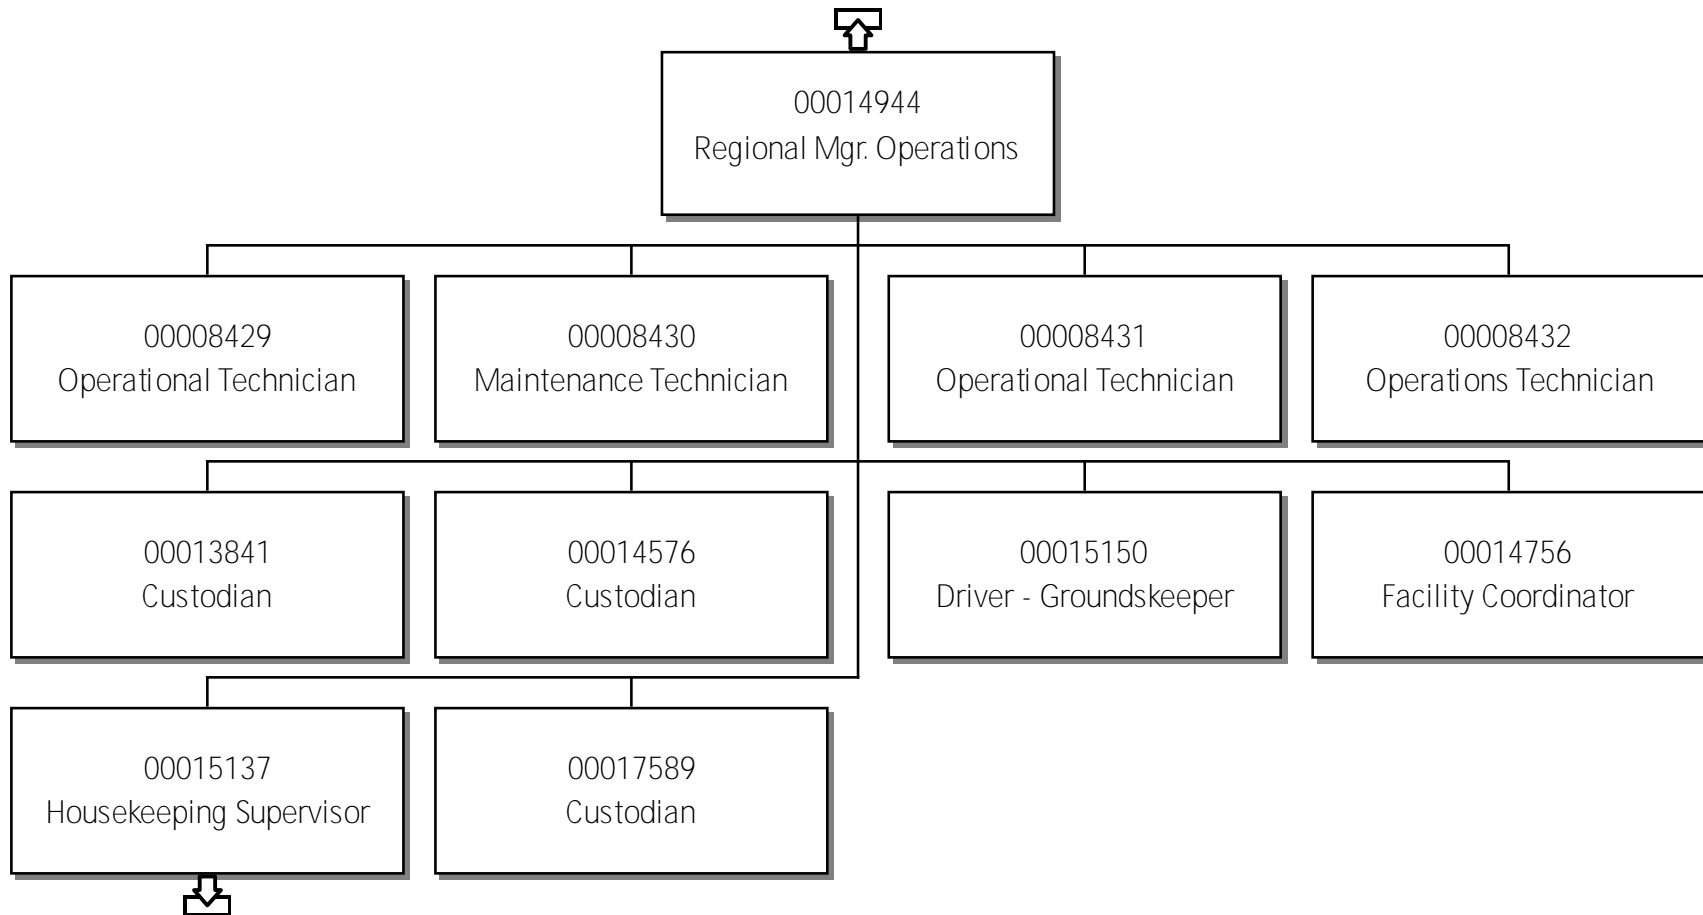 00014944
Regional Mgr. Operations
00008429
Operational Technician
00008430
Maintenance Technician
00008431
Operational Technician
00008432
Operations Technician
00013841
Custodian
00014576
Custodian
00015150
Driver - Groundskeeper
00014756
Facility Coordinator
00015137
Housekeeping Supervisor
00017589
Custodian